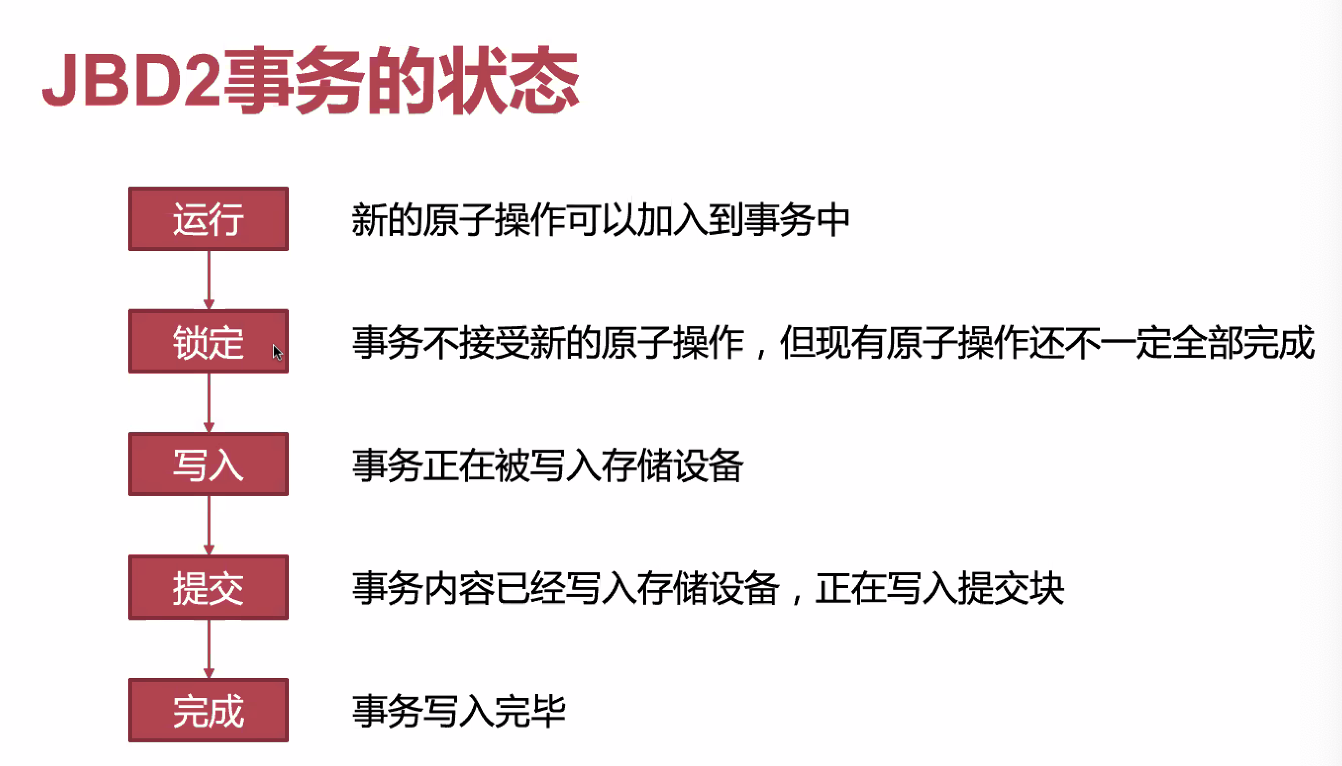 JBD2事务的状态
运行
新的原子操作可以加入到事务中
锁定
事务不接受新的原子操作，但现有原子操作还不一定全部完成
写入
事务正在被写入存储设备
提交
事务内容已经写入存储设备，正在写入提交块
完成
事务写入完毕